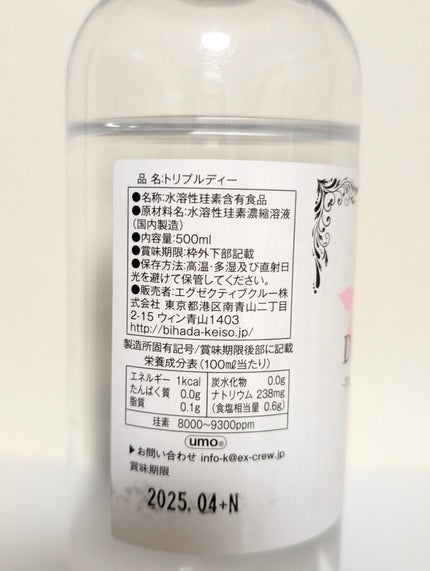 品 名:トリプルディー
●名称:水溶性珪素含有食品
●原材料名:水溶性珪素濃縮溶液
(国内製造)
●内容量:500ml
●賞味期限:枠外下部記載
●保存方法:高温・多湿及び直射日
光を避けて保管してください。
●販売者:エグゼクティブクルー株
式会社 東京都港区南青山二丁目
2-15 ウィン青山1403
http://bihada-keiso.jp/
製造所固有記号/賞味期限後部に記載
栄養成分表(100㎖当たり)
エネルギー 1kcal
たんぱく質 0.0g
脂質 0.1g
炭水化物 0.0g
ナトリウム 238mg
(食塩相当量 0.6g)
珪素 8000〜9300ppm
umo®
▶お問い合わせ info-k@ex-crew.jp
賞味期限
2025.04+N